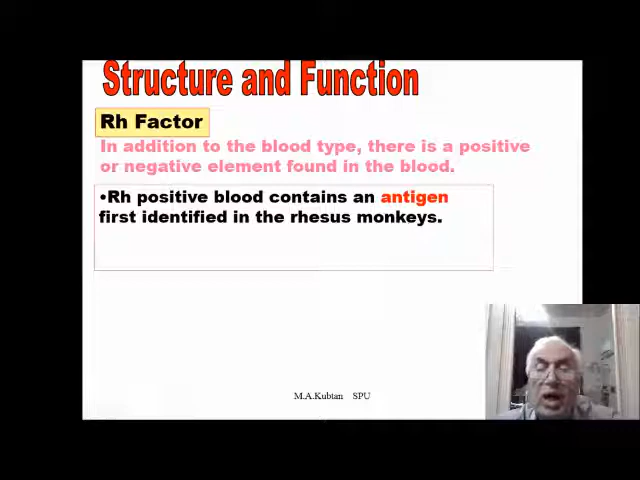 Structure and Function
Rh Factor
In addition to the blood type, there is a positive
or negative element found in the blood.
•Rh positive blood contains an antigen
first identified in the rhesus monkeys.
M.A.Kubtan SPU